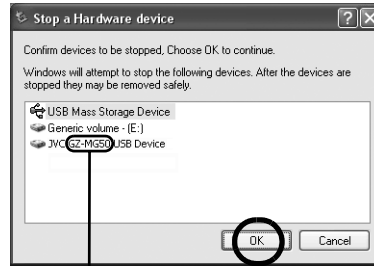 Stop a Hardware device
Confirm devices to be stopped, Choose OK to continue.
Windows will attempt to stop the following devices. After the devices are
stopped they may be removed safely.
USB Mass Storage Device
Generic volume - (E:)
JVC GZ-MG50 USB Device
OK
Cancel